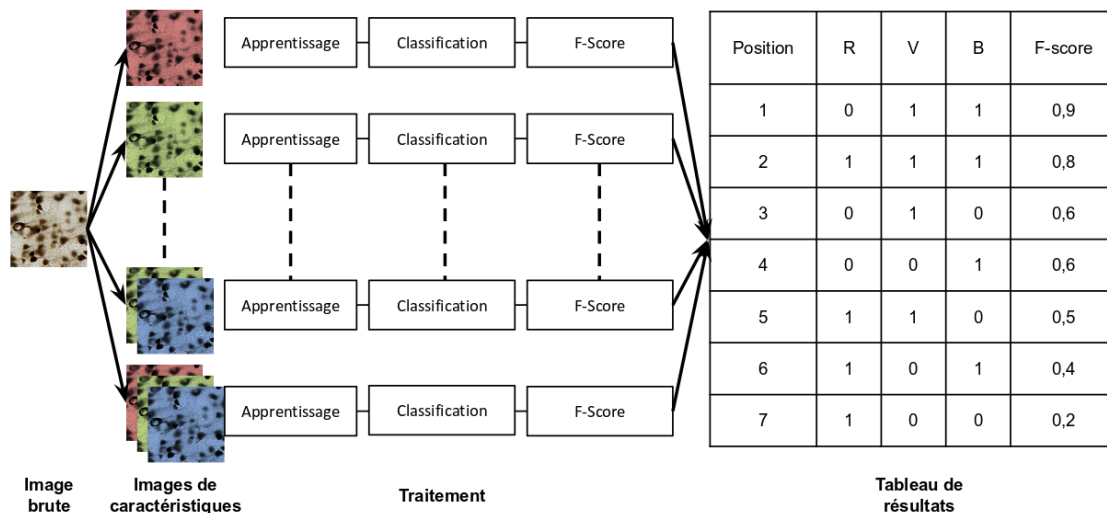 Apprentissage Classification F-Score
Apprentissage Classification F-Score
Apprentissage Classification F-Score
Apprentissage Classification F-Score
Position R V B F-score
1 0 1 1 0,9
2 1 1 1 0,8
3 0 1 0 0,6
4 0 0 1 0,6
5 1 1 0 0,5
6 1 0 1 0,4
7 1 0 0 0,2
Image
brute
Images de
caractéristiques
Traitement
Tableau de
résultats